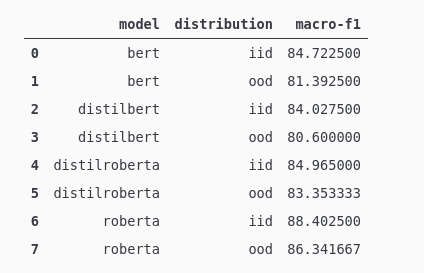 model distribution macro-f1
0 bert iid 84.722500
1 bert ood 81.392500
2 distilbert iid 84.027500
3 distilbert ood 80.600000
4 distilroberta iid 84.965000
5 distilroberta ood 83.353333
6 roberta iid 88.402500
7 roberta ood 86.341667